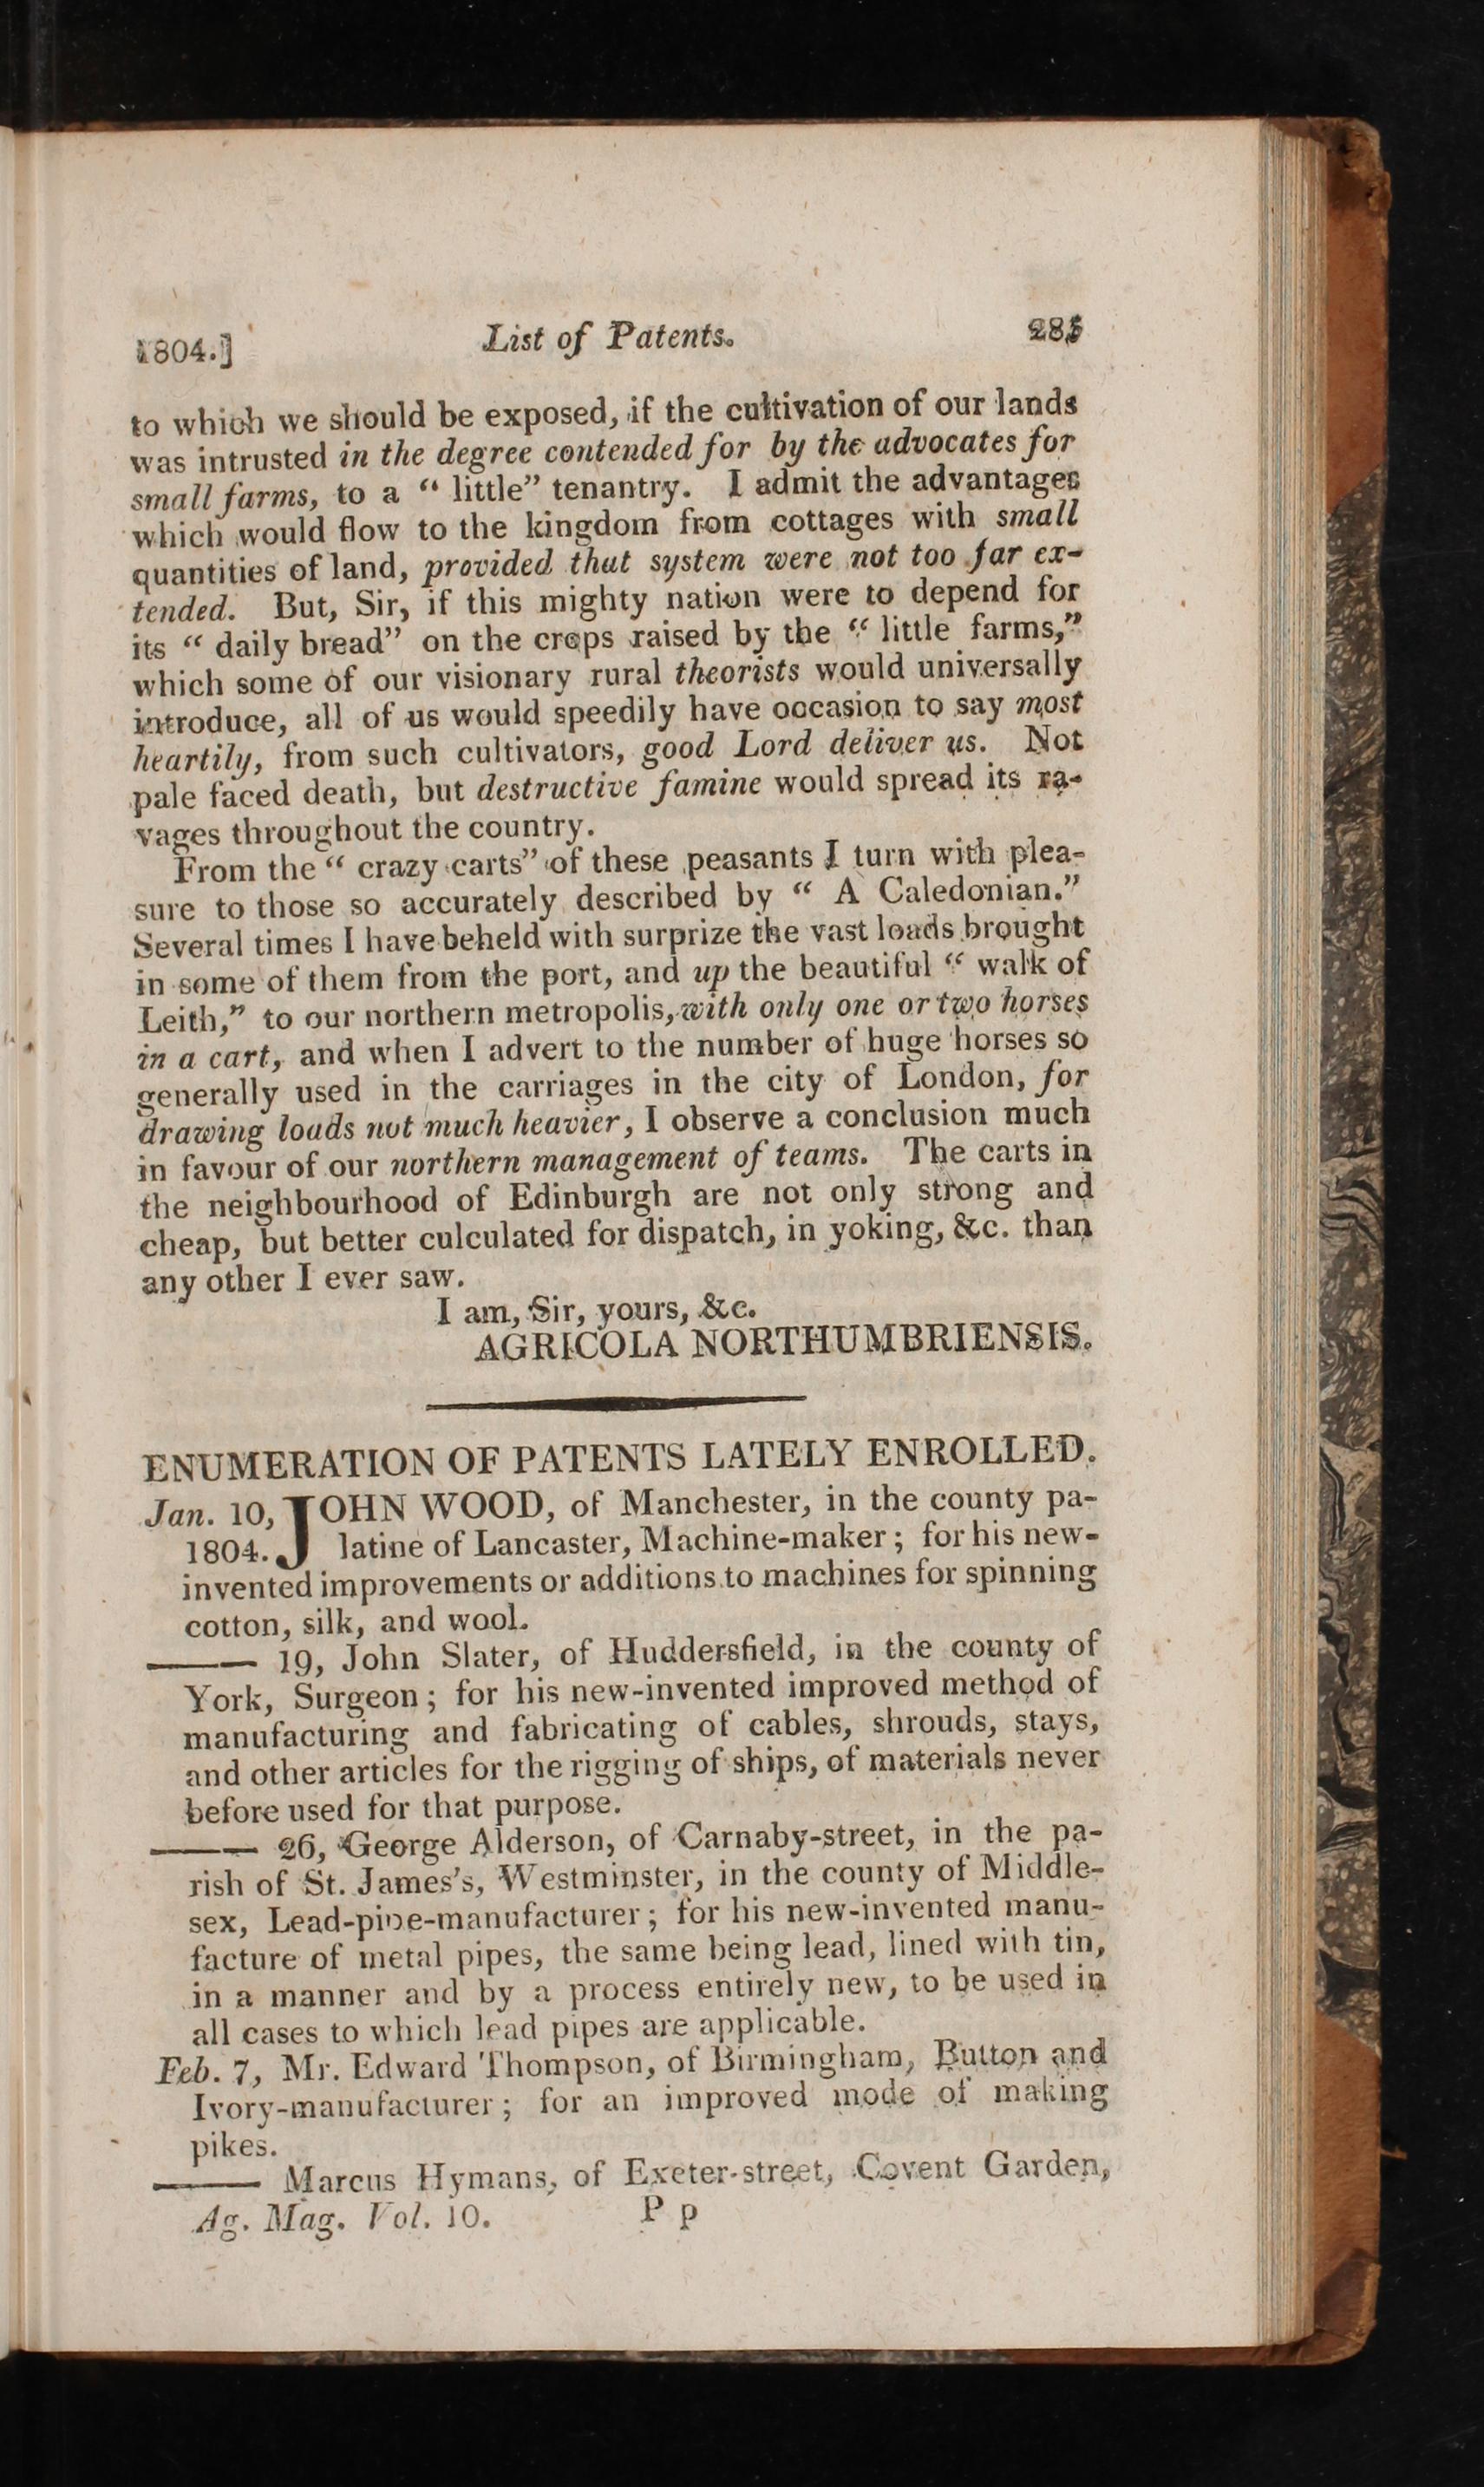 1804.] List of Patents. 285
to which we should be exposed, if the cultivation of our lands
was intrusted in the degree contended for by the advocates for
small farms, to a “ little” tenantry. I admit the advantages
which would flow to the kingdom from cottages with small
quantities of land, provided that system were not too far ex-
tended. But, Sir, if this mighty nation were to depend for
its “ daily bread” on the crops raised by the “ little farms,”
which some of our visionary rural theorists would universally
introduce, all of us would speedily have occasion to say most
heartily, from such cultivators, good Lord deliver us. Not
pale faced death, but destructive famine would spread its ra-
vages throughout the country.
From the “ crazy carts” of these peasants I turn with plea-
sure to those so accurately described by “ A Caledonian.”
Several times I have beheld with surprize the vast loads brought
in some of them from the port, and up the beautiful “ walk of
Leith,” to our northern metropolis, with only one or two horses
in a cart, and when I advert to the number of huge horses so
generally used in the carriages in the city of London, for
drawing loads not much heavier, I observe a conclusion much
in favour of our northern management of teams. The carts in
the neighbourhood of Edinburgh are not only strong and
cheap, but better culculated for dispatch, in yoking, &c. than
any other I ever saw.
I am, Sir, yours, &c.
AGRICOLA NORTHUMBRIENSIS.
ENUMERATION OF PATENTS LATELY ENROLLED.
Jan. 10, JOHN WOOD, of Manchester, in the county pa-
1804. latine of Lancaster, Machine-maker ; for his new-
invented improvements or additions to machines for spinning
cotton, silk, and wool.
——— 19, John Slater, of Huddersfield, in the county of
York, Surgeon ; for his new-invented improved method of
manufacturing and fabricating of cables, shrouds, stays,
and other articles for the rigging of ships, of materials never
before used for that purpose.
——— 26, George Alderson, of Carnaby-street, in the pa-
rish of St. James’s, Westminster, in the county of Middle-
sex, Lead-pipe-manufacturer ; for his new-invented manu-
facture of metal pipes, the same being lead, lined with tin,
in a manner and by a process entirely new, to be used in
all cases to which lead pipes are applicable.
Feb. 7, Mr. Edward Thompson, of Birmingham, Button and
Ivory-manufacturer ; for an improved mode of making
pikes.
——— Marcus Hymans, of Exeter-street, Covent Garden,
Ag. Mag. Vol. 10. P p